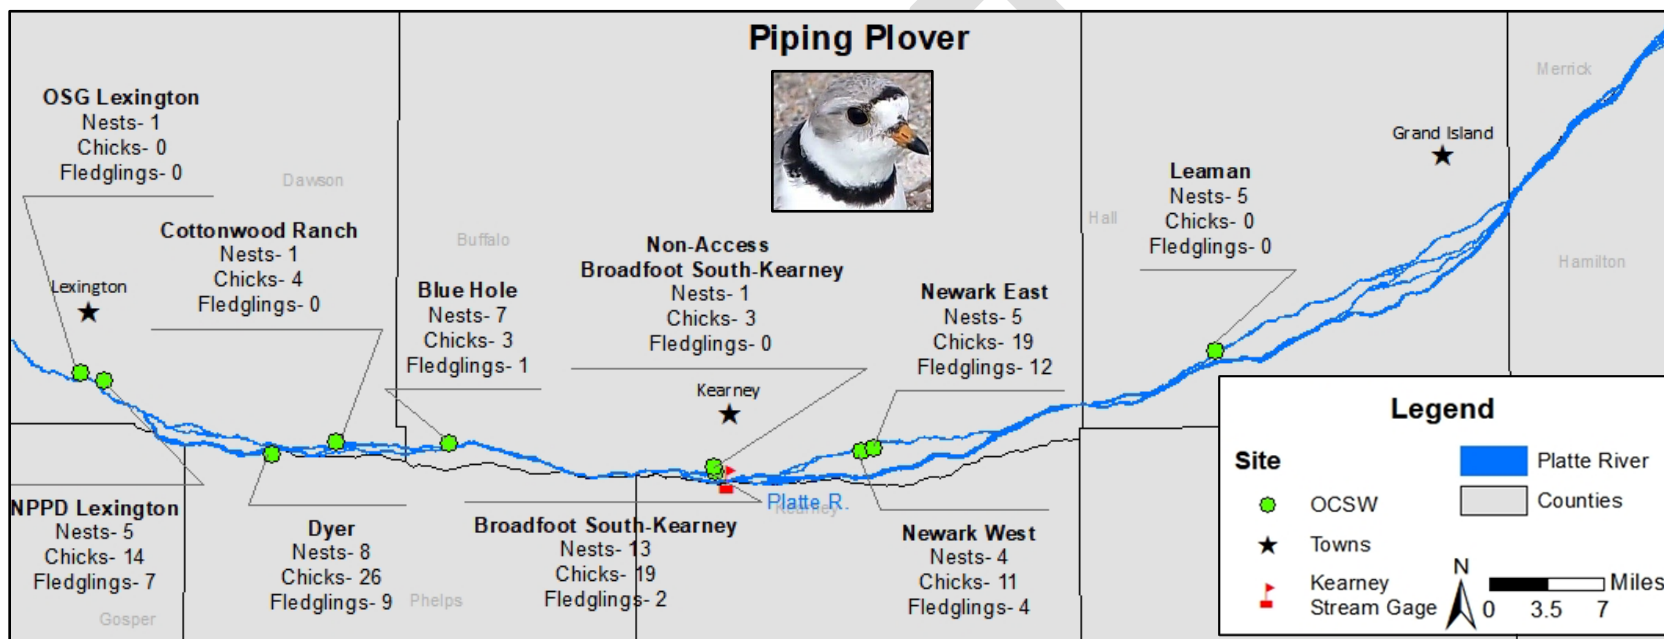 Piping Plover
OSG Lexington
Nests- 1
Chicks- 0
Fledglings- 0
Dawson
Cottonwood Ranch
Nests- 1
Chicks- 4
Fledglings- 0
Lexington
Buffalo
Blue Hole
Nests- 7
Chicks- 3
Fledglings- 1
Non-Access
Broadfoot South-Kearney
Nests- 1
Chicks- 3
Fledglings- 0
Kearney
Newark East
Nests- 5
Chicks- 19
Fledglings- 12
Hall
Leaman
Nests- 5
Chicks- 0
Fledglings- 0
Grand Island
Merrick
Hamilton
NPPD Lexington
Nests- 5
Chicks- 14
Fledglings- 7
Gosper
Dyer
Nests- 8
Chicks- 26
Fledglings- 9
Phelps
Broadfoot South-Kearney
Nests- 13
Chicks- 19
Fledglings- 2
Platte R.
Kearney
Newark West
Nests- 4
Chicks- 11
Fledglings- 4
Legend
Site
OCSW
Towns
Kearney
Stream Gage
Platte River
Counties
N
Miles
0 3.5 7